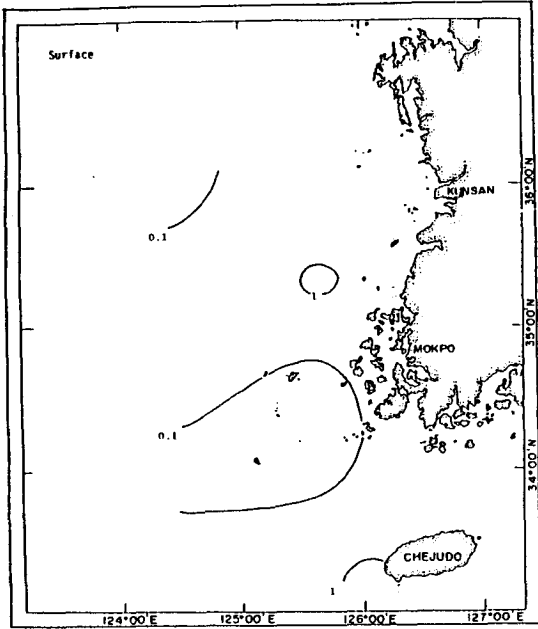 Surface
36°00'N
KUNSAN
0.1
1
35°00'N
MOKPO
0.1
34°00'N
CHEJUDO
1
124°00'E
125°00'E
126°00'E
127°00'E